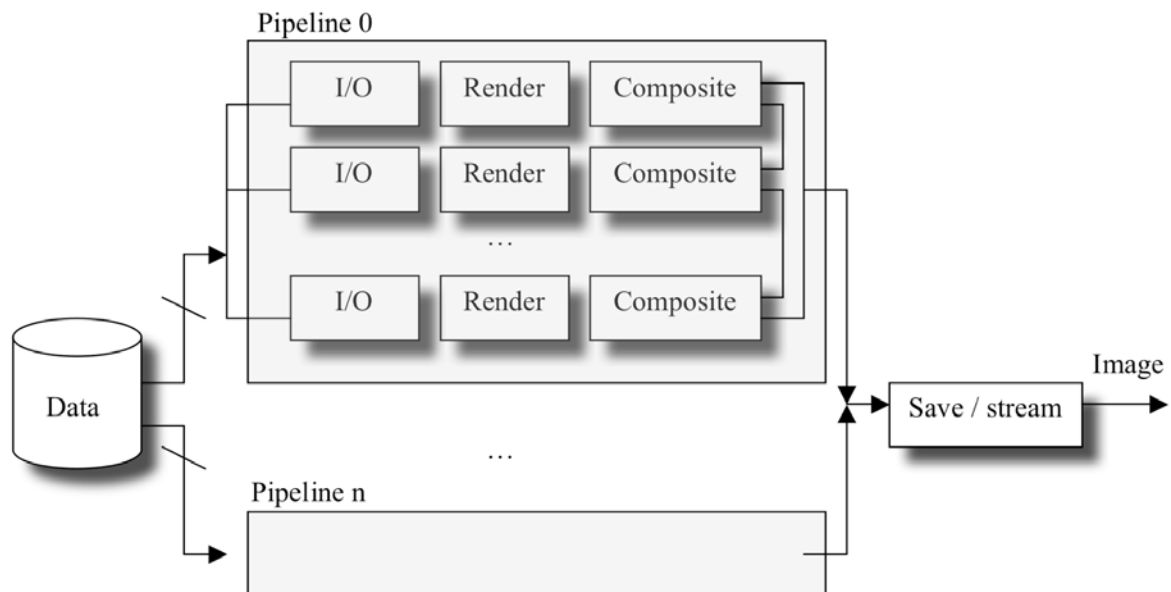 Pipeline 0
I/O Render Composite
I/O Render Composite
...
I/O Render Composite
Image
Data
Save / stream
...
Pipeline n